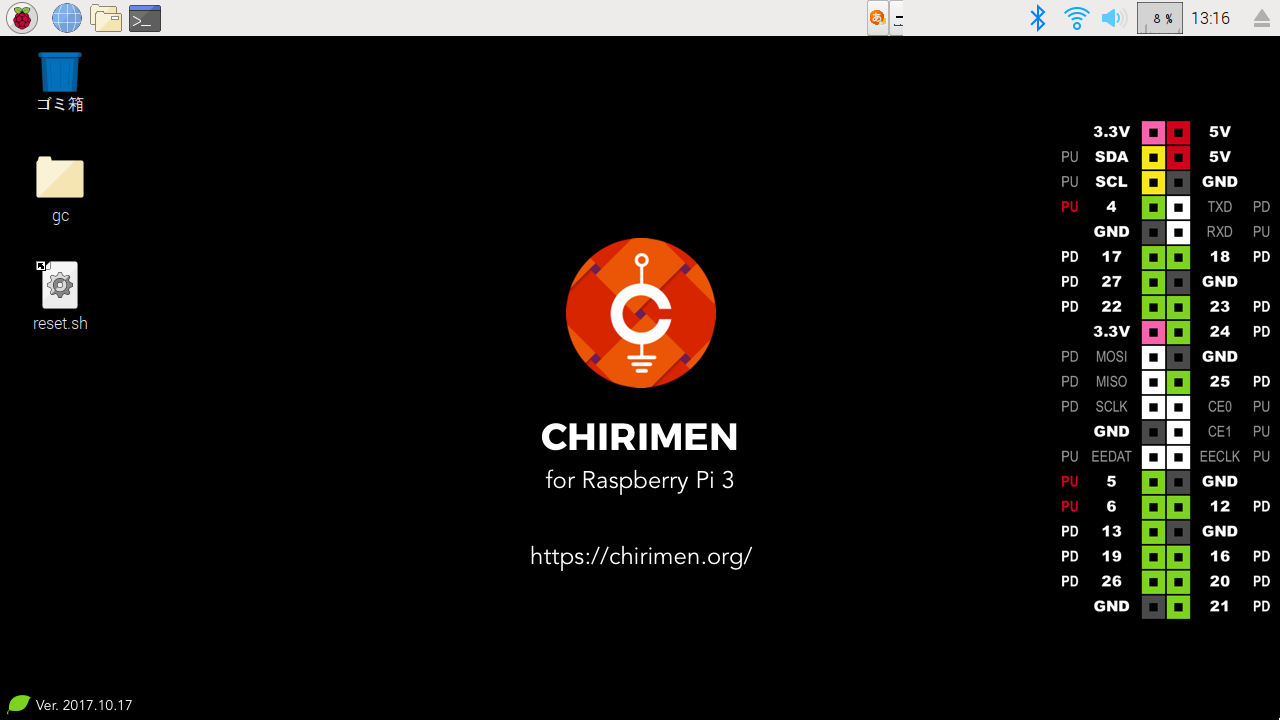 あ
8 %
13:16
ゴミ箱
gc
reset.sh
CHIRIMEN
for Raspberry Pi 3
https://chirimen.org/
3.3V 5V
PU SDA 5V
PU SCL GND
PU 4 TXD PD
GND RXD PU
PD 17 18 PD
PD 27 GND
PD 22 23 PD
3.3V 24 PD
PD MOSI GND
PD MISO 25 PD
PD SCLK CE0 PU
GND CE1 PU
PU EEDAT EECLK PU
PU 5 GND
PU 6 12 PD
PD 13 GND
PD 19 16 PD
PD 26 20 PD
GND 21 PD
Ver. 2017.10.17